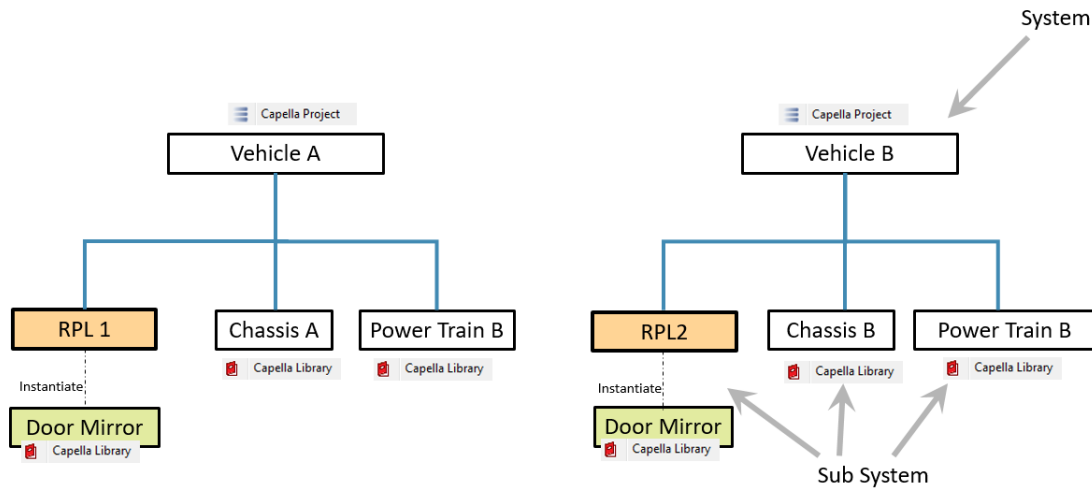 System
Capella Project
Capella Project
Vehicle A
Vehicle B
RPL 1
Chassis A
Power Train B
RPL2
Chassis B
Power Train B
Capella Library
Capella Library
Capella Library
Capella Library
Instantiate
Instantiate
Door Mirror
Door Mirror
Capella Library
Capella Library
Sub System